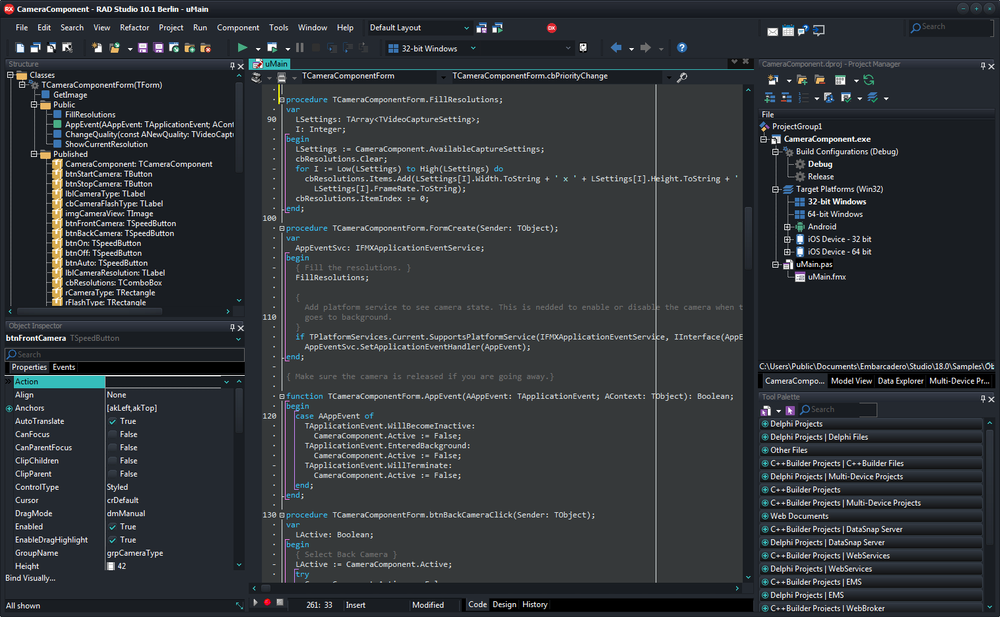 RX CameraComponent - RAD Studio 10.1 Berlin - uMain
File Edit Search View Refactor Project Run Component Tools Window Help
Default Layout
DX
Search
32-bit Windows
Structure
Classes
TCameraComponentForm(TForm)
GetImage
Public
FillResolutions
AppEvent(AAppEvent: TApplicationEvent; ACont
ChangeQuality(const ANewQuality: TVideoCaptu
ShowCurrentResolution
Published
CameraComponent: TCameraComponent
btnStartCamera: TButton
btnStopCamera: TButton
lblCameraType: TLabel
cbCameraFlashType: TLabel
imgCameraView: TImage
btnFrontCamera: TSpeedButton
btnBackCamera: TSpeedButton
btnOn: TSpeedButton
btnOff: TSpeedButton
btnAuto: TSpeedButton
lblCameraResolution: TLabel
cbResolutions: TComboBox
rCameraType: TRectangle
rFlashType: TRectangle
Object Inspector
btnFrontCamera TSpeedButton
Search
Properties Events
Action
Align None
Anchors [akLeft,akTop]
AutoTranslate True
CanFocus False
CanParentFocus False
ClipChildren False
ClipParent False
ControlType Styled
Cursor crDefault
DragMode dmManual
Enabled True
EnableDragHighlight True
GroupName grpCameraType
Height 42
Bind Visually...
All shown
uMain
TCameraComponentForm TCameraComponentForm.cbPriorityChange
procedure TCameraComponentForm.FillResolutions;
var
90 LSettings: TArray<TVideoCaptureSetting>;
I: Integer;
begin
LSettings := CameraComponent.AvailableCaptureSettings;
cbResolutions.Clear;
for I := Low(LSettings) to High(LSettings) do
cbResolutions.Items.Add(LSettings[I].Width.ToString + ' x ' + LSettings[I].Height.ToString + '
LSettings[I].FrameRate.ToString);
cbResolutions.ItemIndex := 0;
end;
100
procedure TCameraComponentForm.FormCreate(Sender: TObject);
var
AppEventSvc: IFMXApplicationEventService;
begin
{ Fill the resolutions. }
FillResolutions;
{
Add platform service to see camera state. This is nedded to enable or disable the camera when t
110 goes to background.
}
if TPlatformServices.Current.SupportsPlatformService(IFMXApplicationEventService, IInterface(AppE
AppEventSvc.SetApplicationEventHandler(AppEvent);
end;
{ Make sure the camera is released if you are going away.}
function TCameraComponentForm.AppEvent(AAppEvent: TApplicationEvent; AContext: TObject): Boolean;
begin
120 case AAppEvent of
TApplicationEvent.WillBecomeInactive:
CameraComponent.Active := False;
TApplicationEvent.EnteredBackground:
CameraComponent.Active := False;
TApplicationEvent.WillTerminate:
CameraComponent.Active := False;
end;
end;
130 procedure TCameraComponentForm.btnBackCameraClick(Sender: TObject);
var
LActive: Boolean;
begin
{ Select Back Camera }
LActive := CameraComponent.Active;
try
261: 33 Insert Modified Code Design History
CameraComponent.dproj - Project Manager
File
ProjectGroup1
CameraComponent.exe
Build Configurations (Debug)
Debug
Release
Target Platforms (Win32)
32-bit Windows
64-bit Windows
Android
iOS Device - 32 bit
iOS Device - 64 bit
uMain.pas
uMain.fmx
C:\Users\Public\Documents\Embarcadero\Studio\18.0\Samples\Ob
CameraCompo... Model View Data Explorer Multi-Device Pr...
Tool Palette
Search
Delphi Projects
Delphi Projects | Delphi Files
Other Files
C++Builder Projects | C++Builder Files
Delphi Projects | Multi-Device Projects
C++Builder Projects
C++Builder Projects | Multi-Device Projects
Web Documents
C++Builder Projects | DataSnap Server
Delphi Projects | DataSnap Server
C++Builder Projects | WebServices
Delphi Projects | WebServices
C++Builder Projects | EMS
Delphi Projects | EMS
C++Builder Projects | WebBroker